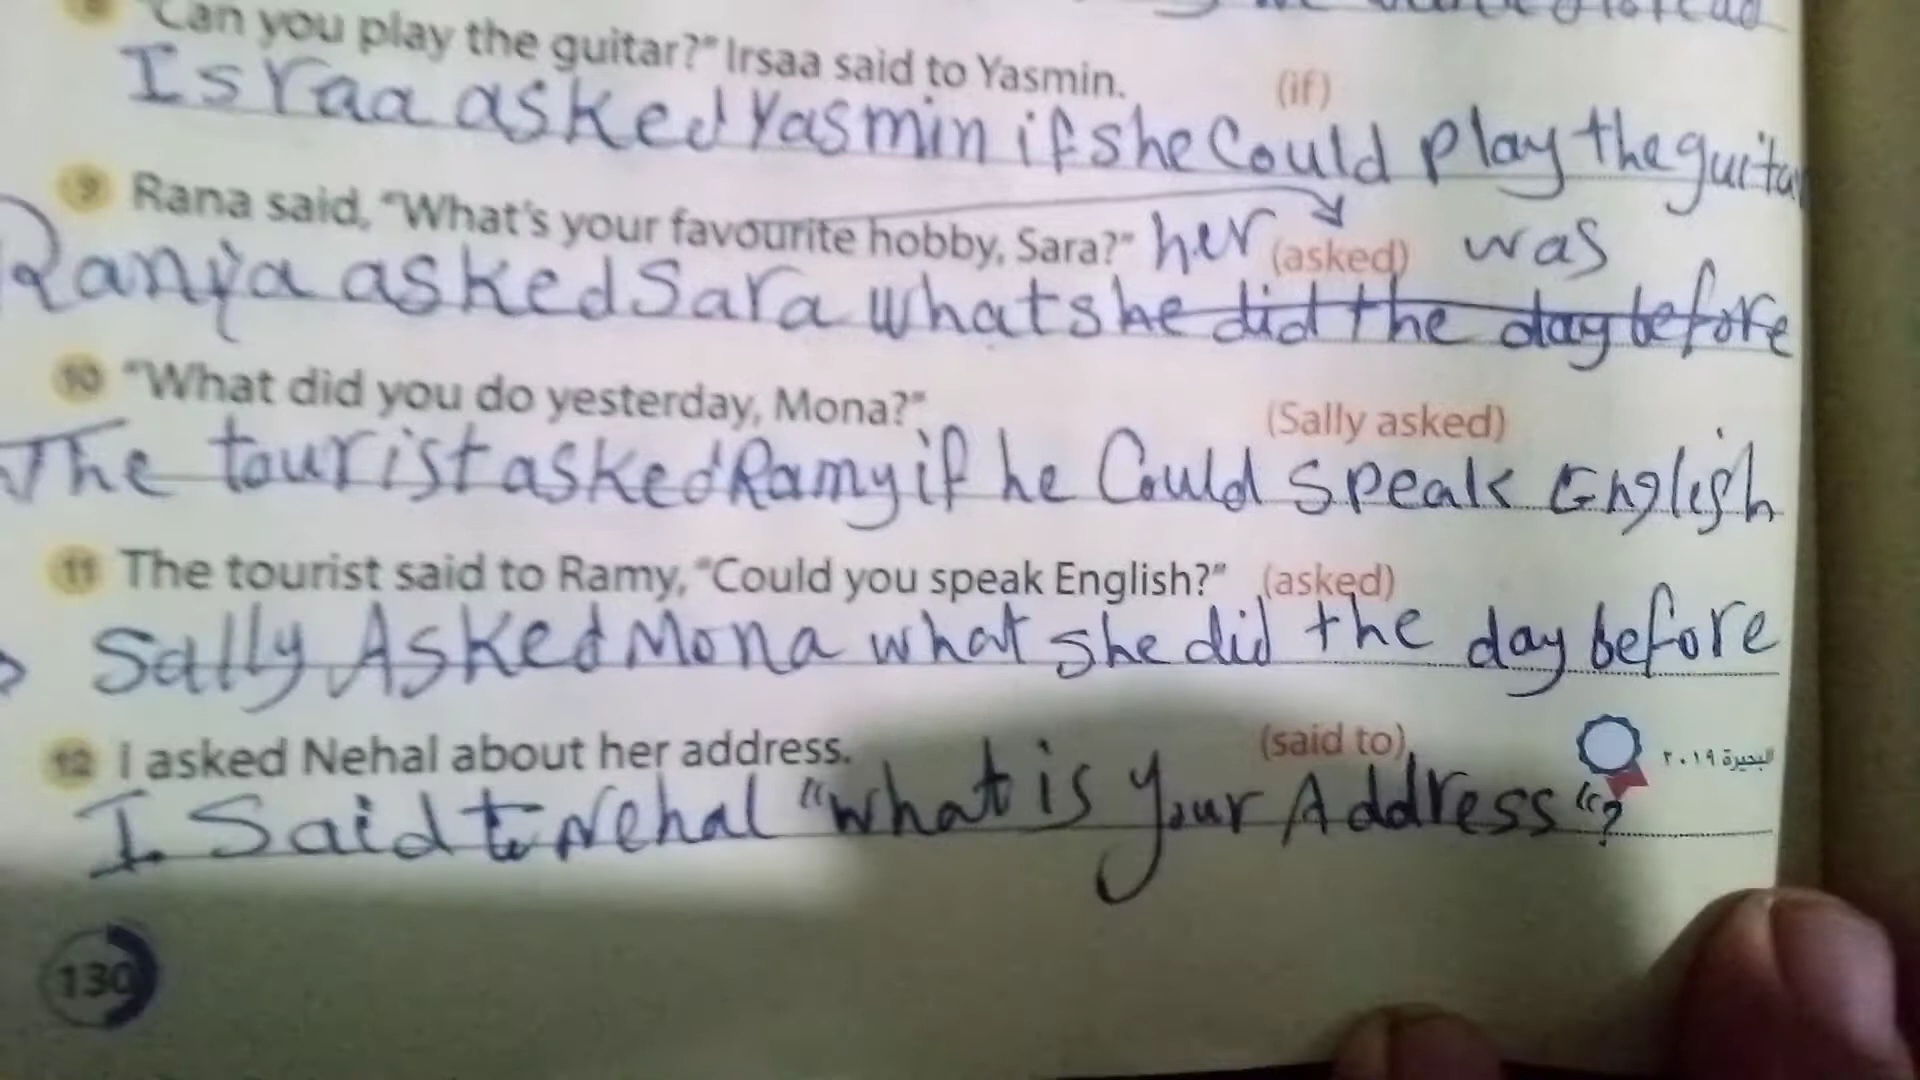 "Can you play the guitar?" Irsaa said to Yasmin. (if)
Israa asked Yasmin if she Could play the guita
9 Rana said, "What's your favourite hobby, Sara?" her (asked) was
Ranya asked Sara what she did the day before
10 "What did you do yesterday, Mona?" (Sally asked)
The tourist asked Ramy if he Could speak English
11 The tourist said to Ramy, "Could you speak English?" (asked)
Sally Asked Mona what she did the day before
12 I asked Nehal about her address. (said to) البحيرة ٢٠١٩
I Said to Nehal "what is your Address"?
130